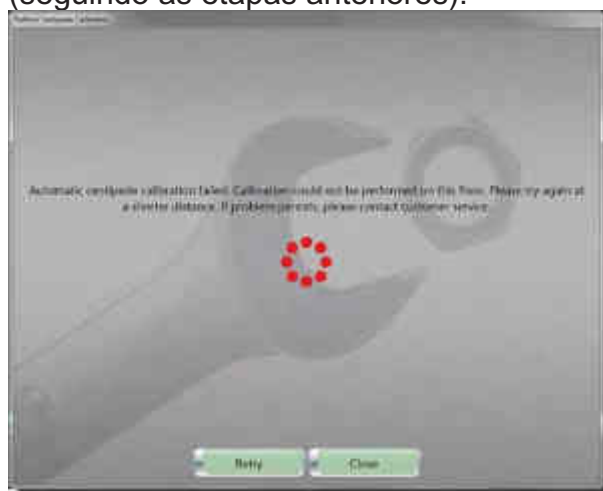 (seguindo as etapas anteriores).
Automatic centipede calibration failed. Calibration could not be performed on this floor. Please try again at
a shorter distance. If problem persists, please contact customer service.
Retry
Close